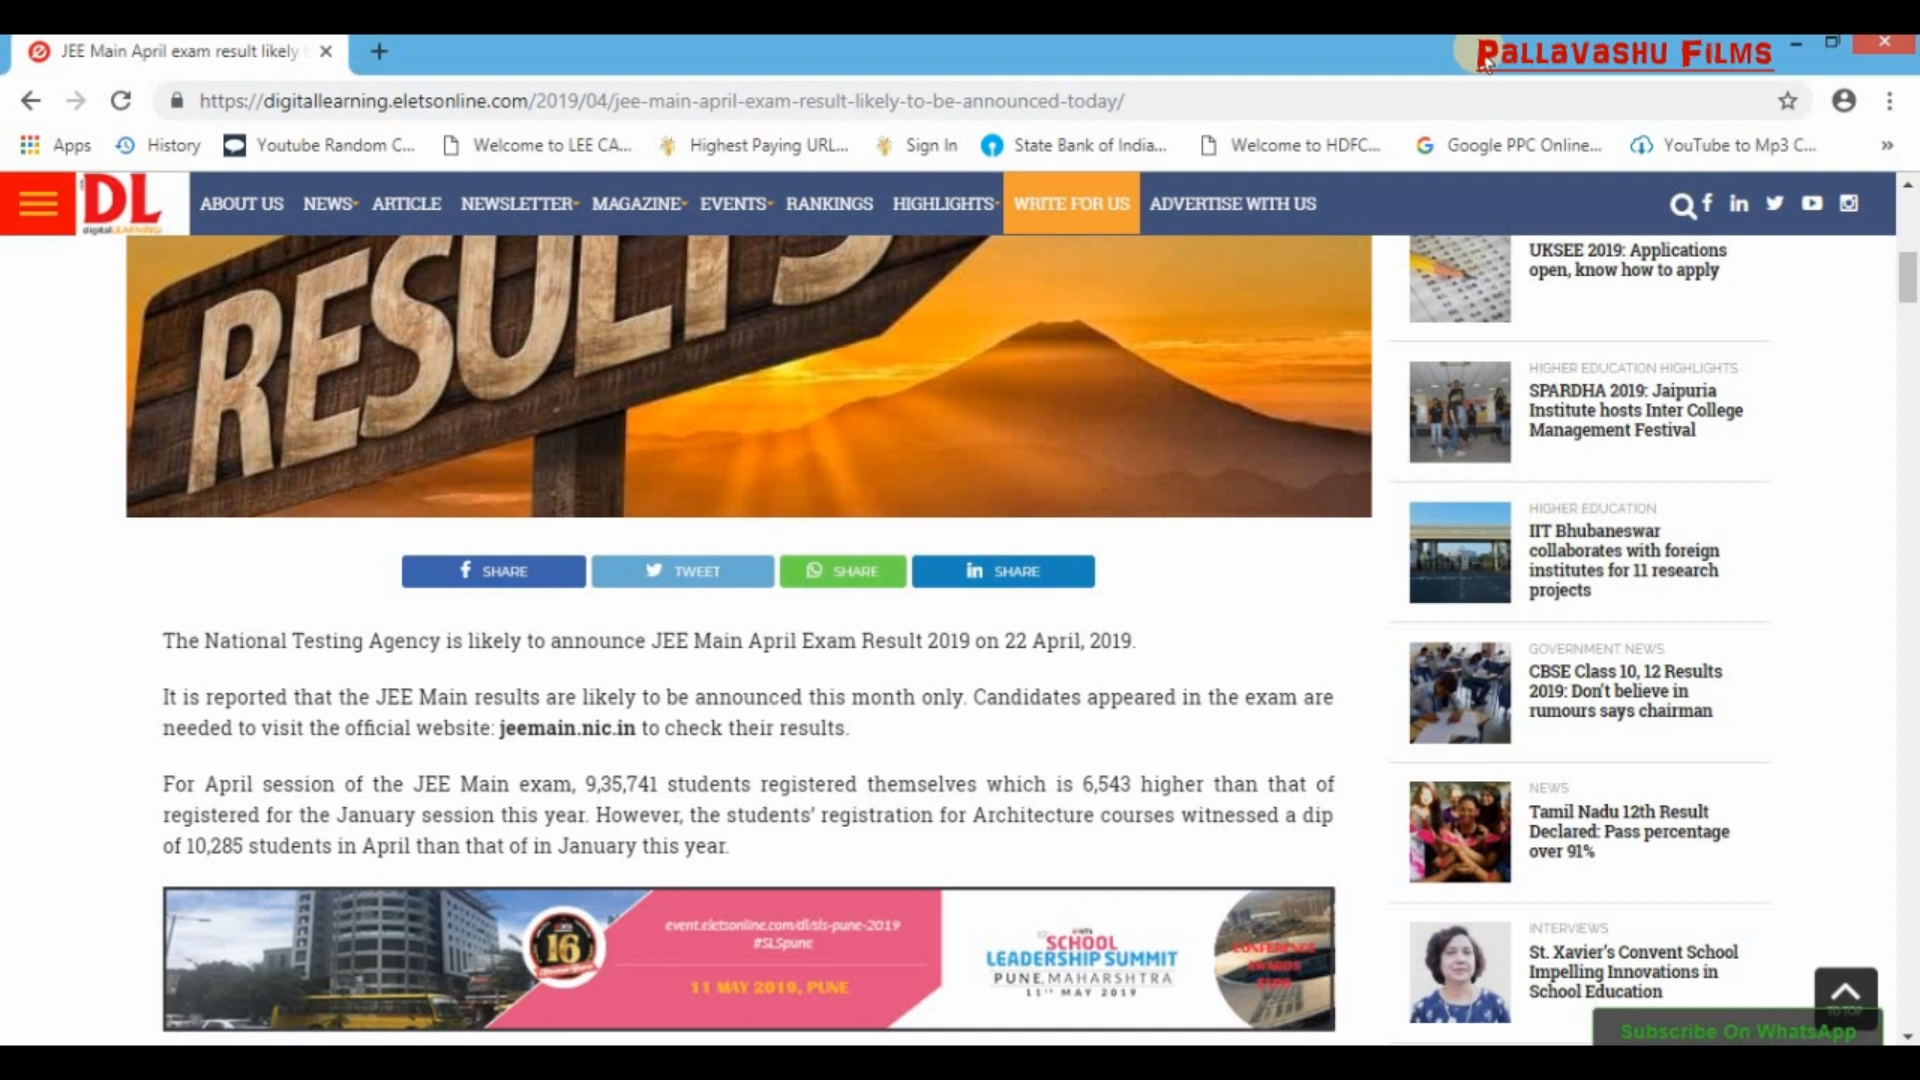 JEE Main April exam result likely
PALLAVASHU FILMS
https://digitallearning.eletsonline.com/2019/04/jee-main-april-exam-result-likely-to-be-announced-today/
Apps History Youtube Random C... Welcome to LEE CA... Highest Paying URL... Sign In State Bank of India... Welcome to HDFC... Google PPC Online... YouTube to Mp3 C... »
DL
digitalLEARNING
ABOUT US NEWS ARTICLE NEWSLETTER MAGAZINE EVENTS RANKINGS HIGHLIGHTS WRITE FOR US ADVERTISE WITH US
RESULTS
SHARE TWEET SHARE SHARE
The National Testing Agency is likely to announce JEE Main April Exam Result 2019 on 22 April, 2019.
It is reported that the JEE Main results are likely to be announced this month only. Candidates appeared in the exam are
needed to visit the official website: jeemain.nic.in to check their results.
For April session of the JEE Main exam, 9,35,741 students registered themselves which is 6,543 higher than that of
registered for the January session this year. However, the students' registration for Architecture courses witnessed a dip
of 10,285 students in April than that of in January this year.
16
event.eletsonline.com/dl/sls-pune-2019
#SLSpune
11 MAY 2019, PUNE
SCHOOL
LEADERSHIP SUMMIT
PUNE, MAHARSHTRA
11TH MAY 2019
CONFERENCE
AWARDS
EXPO
UKSEE 2019: Applications
open, know how to apply
HIGHER EDUCATION HIGHLIGHTS
SPARDHA 2019: Jaipuria
Institute hosts Inter College
Management Festival
HIGHER EDUCATION
IIT Bhubaneswar
collaborates with foreign
institutes for 11 research
projects
GOVERNMENT NEWS
CBSE Class 10, 12 Results
2019: Don't believe in
rumours says chairman
NEWS
Tamil Nadu 12th Result
Declared: Pass percentage
over 91%
INTERVIEWS
St. Xavier's Convent School
Impelling Innovations in
School Education
TO TOP
Subscribe On WhatsApp